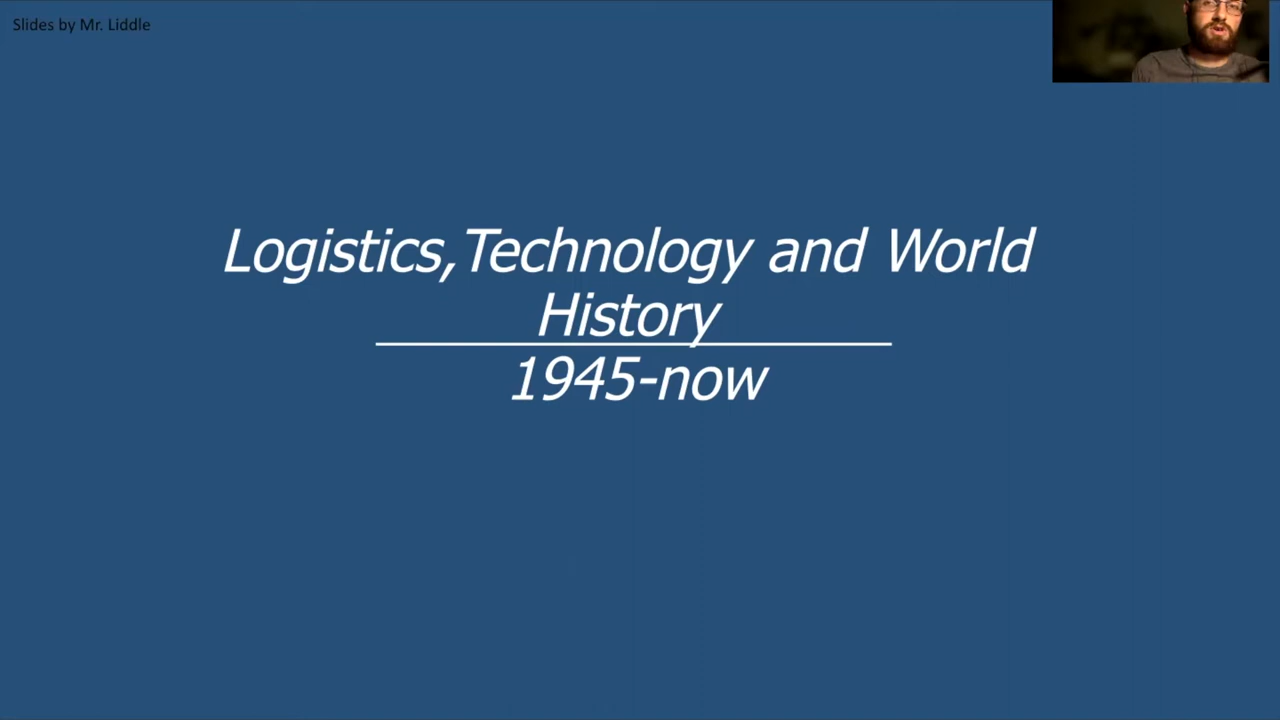 Slides by Mr. Liddle
Logistics,Technology and World
History
1945-now